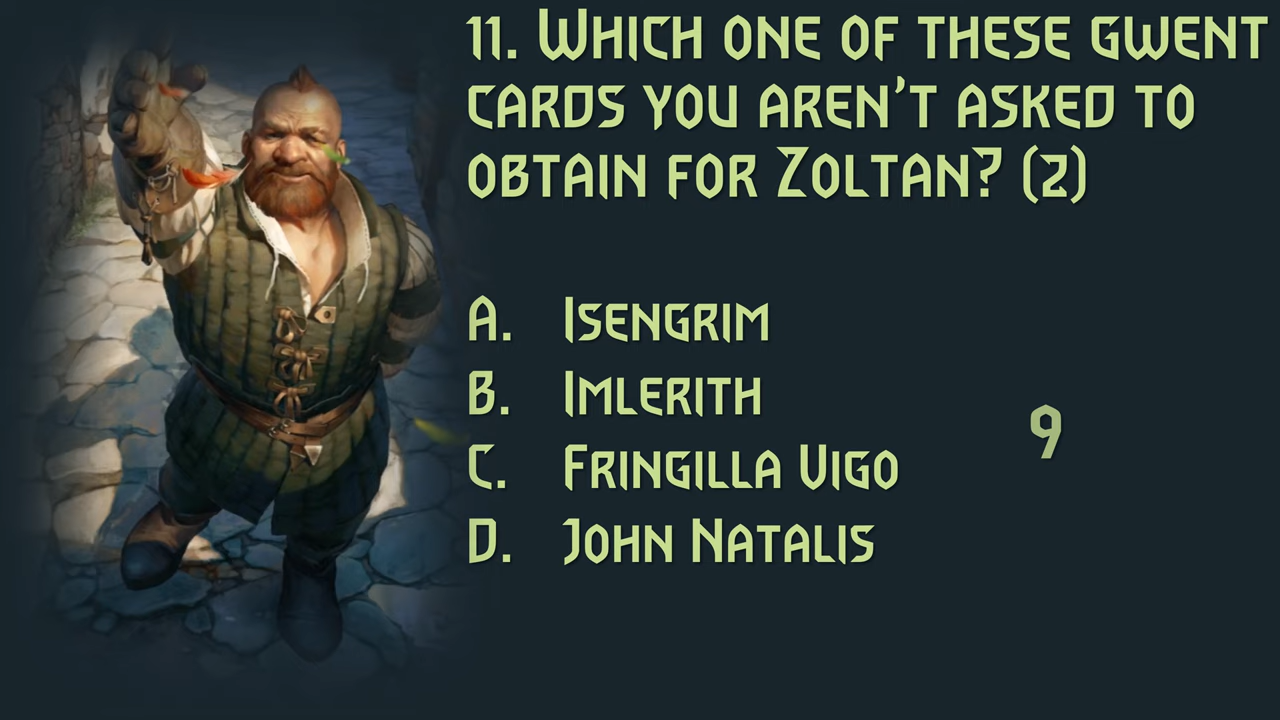 11. Which one of these gwent
cards you aren't asked to
obtain for Zoltan? (2)
A. Isengrim
B. Imlerith
C. Fringilla Vigo
9
D. John Natalis